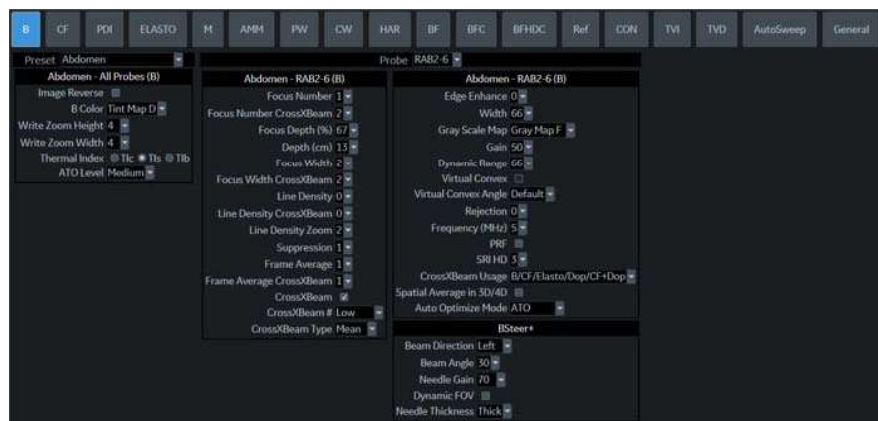 B CF PDI ELASTO M AMM PW CW HAR BF BFC BFHDC Ref CON TVI TVD AutoSweep General
Preset Abdomen
Probe RAB2-6
Abdomen - All Probes (B)
Image Reverse
B Color Tint Map D
Write Zoom Height 4
Write Zoom Width 4
Thermal Index TIc TIs TIb
ATO Level Medium
Abdomen - RAB2-6 (B)
Focus Number 1
Focus Number CrossXBeam 2
Focus Depth (%) 67
Depth (cm) 13
Focus Width 2
Focus Width CrossXBeam 2
Line Density 0
Line Density CrossXBeam 0
Line Density Zoom 2
Suppression 1
Frame Average 1
Frame Average CrossXBeam 1
CrossXBeam
CrossXBeam # Low
CrossXBeam Type Mean
Abdomen - RAB2-6 (B)
Edge Enhance 0
Width 66
Gray Scale Map Gray Map F
Gain 50
Dynamic Range 66
Virtual Convex
Virtual Convex Angle Default
Rejection 0
Frequency (MHz) 5
PRF
SRI HD 3
CrossXBeam Usage B/CF/Elasto/Dop/CF+Dop
Spatial Average in 3D/4D
Auto Optimize Mode ATO
BSteer+
Beam Direction Left
Beam Angle 30
Needle Gain 70
Dynamic FOV
Needle Thickness Thick